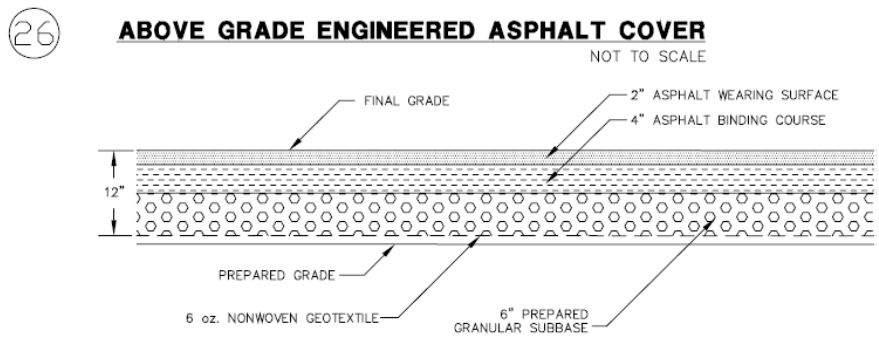 26
ABOVE GRADE ENGINEERED ASPHALT COVER
NOT TO SCALE
FINAL GRADE
2" ASPHALT WEARING SURFACE
4" ASPHALT BINDING COURSE
12"
PREPARED GRADE
6 oz. NONWOVEN GEOTEXTILE
6" PREPARED
GRANULAR SUBBASE